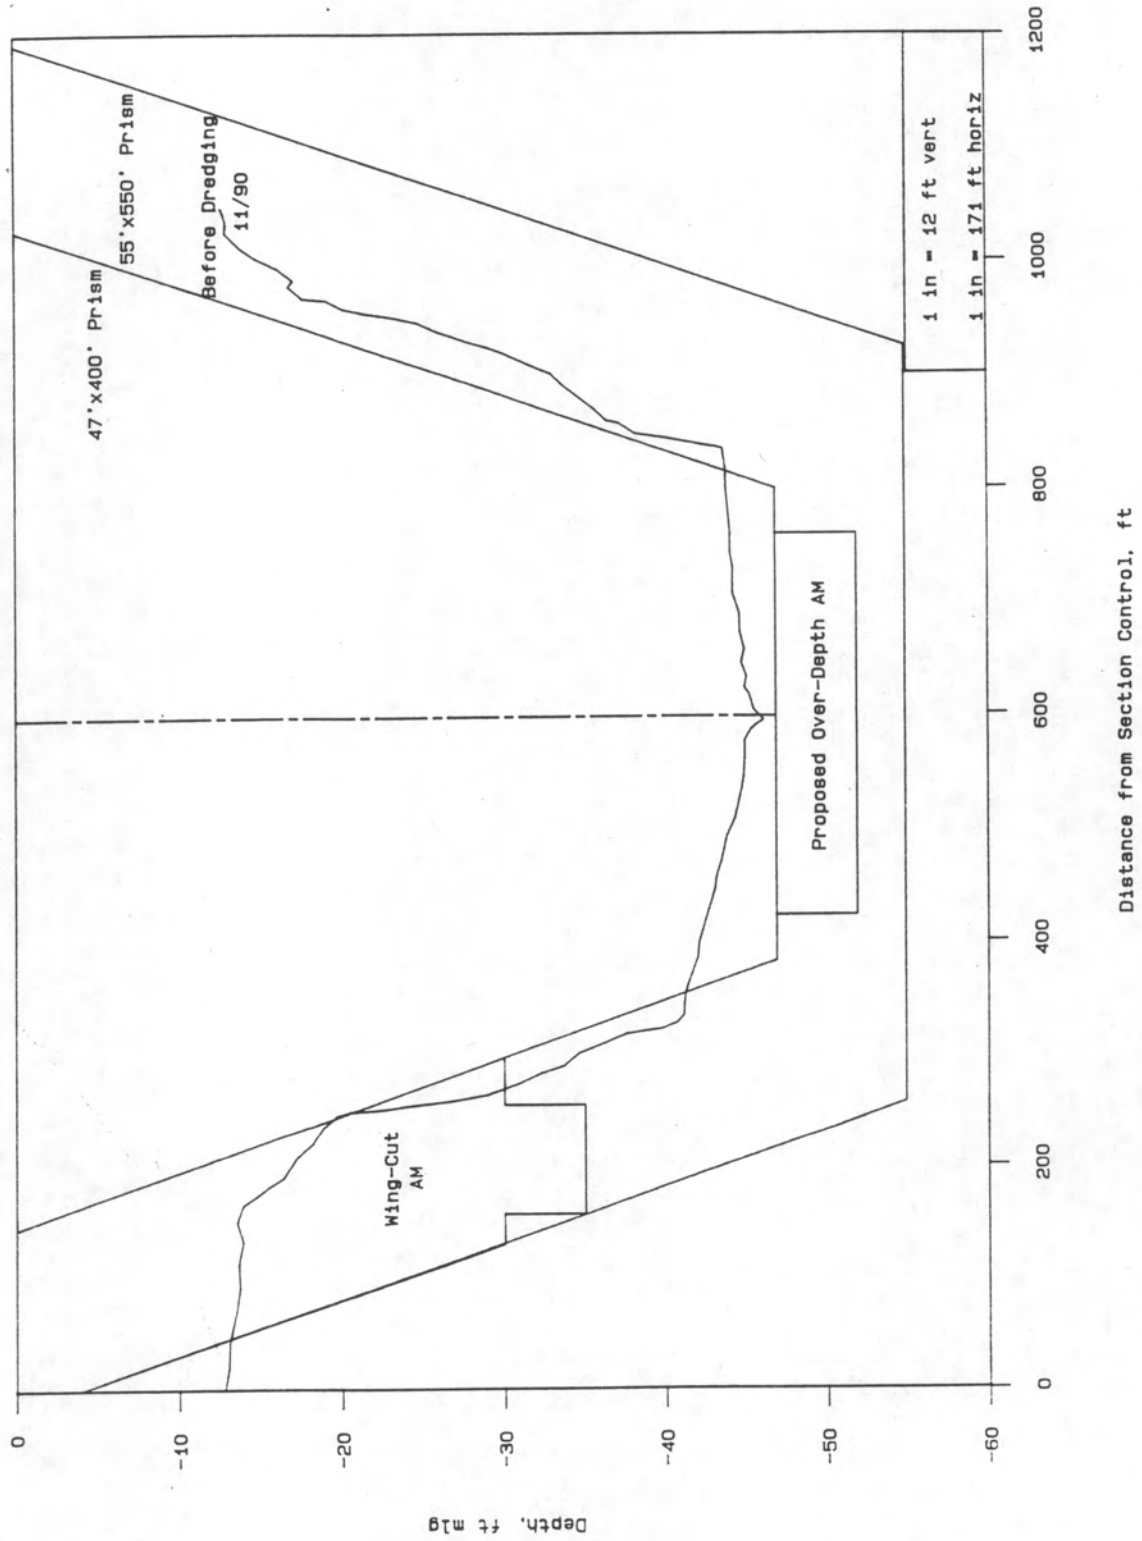 47'x400' Prism
55'x550' Prism
Before Dredging
11/90
Wing-Cut
AM
Proposed Over-Depth AM
1 in = 12 ft vert
1 in = 171 ft horiz
0
-10
-20
-30
-40
-50
-60
Depth, ft mlg
0
200
400
600
800
1000
1200
Distance from Section Control, ft